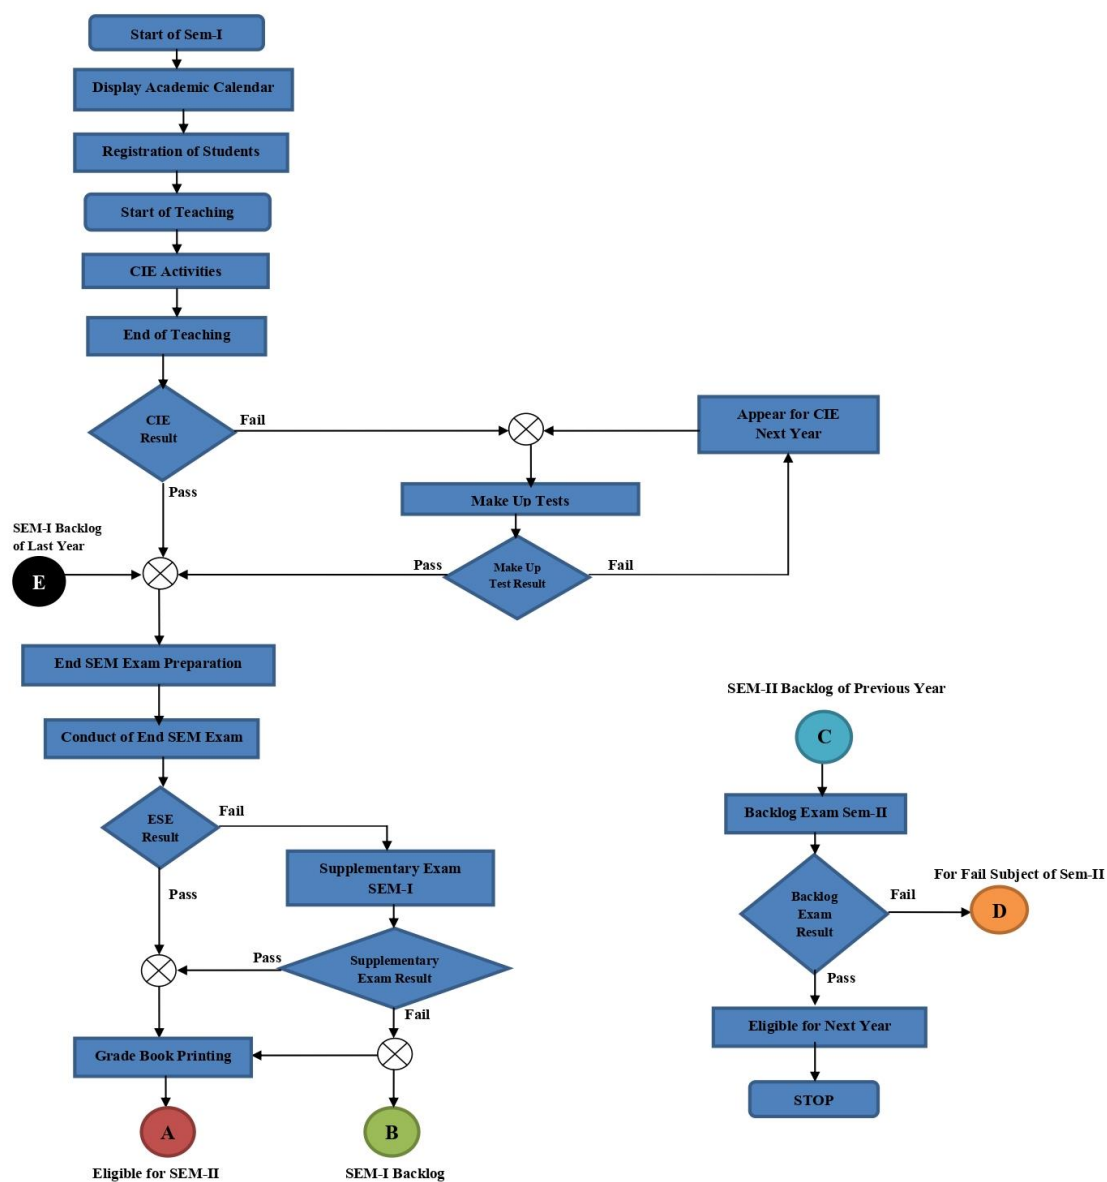 Start of Sem-I
Display Academic Calendar
Registration of Students
Start of Teaching
CIE Activities
End of Teaching
CIE
Result
Fail
Appear for CIE
Next Year
Pass
Make Up Tests
SEM-I Backlog
of Last Year
E
Pass
Make Up
Test Result
Fail
End SEM Exam Preparation
Conduct of End SEM Exam
ESE
Result
Fail
Supplementary Exam
SEM-I
Pass
Pass
Supplementary
Exam Result
Fail
Grade Book Printing
A
B
Eligible for SEM-II
SEM-I Backlog
SEM-II Backlog of Previous Year
C
Backlog Exam Sem-II
Backlog
Exam
Result
Fail
For Fail Subject of Sem-II
D
Pass
Eligible for Next Year
STOP